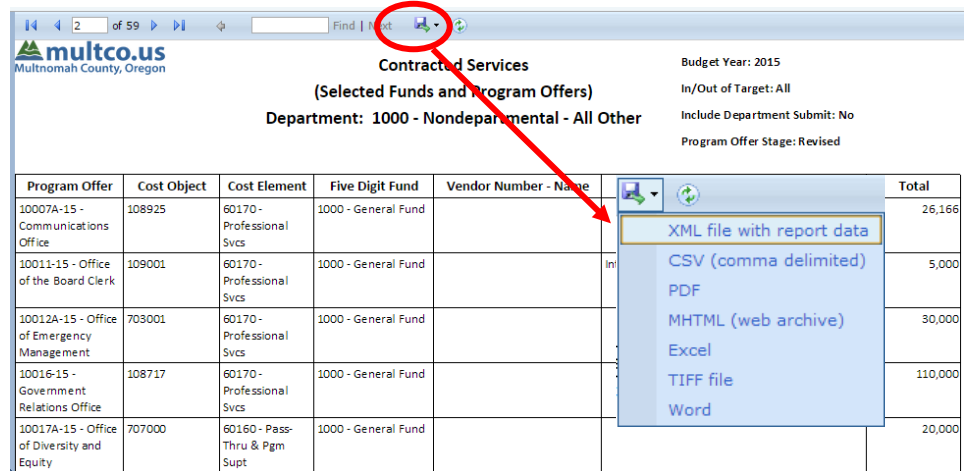 2 of 59 Find | Next
multco.us
Multnomah County, Oregon
Contracted Services
(Selected Funds and Program Offers)
Department: 1000 - Nondepartmental - All Other
Budget Year: 2015
In/Out of Target: All
Include Department Submit: No
Program Offer Stage: Revised
Program Offer Cost Object Cost Element Five Digit Fund Vendor Number - Name Total
10007A-15 - 108925 60170 - 1000 - General Fund 26,166
Communications Professional
Office Svcs
10011-15 - Office 109001 60170 - 1000 - General Fund 5,000
of the Board Clerk Professional
Svcs
10012A-15 - Office 703001 60170 - 1000 - General Fund 30,000
of Emergency Professional
Management Svcs
10016-15 - 108717 60170 - 1000 - General Fund 110,000
Government Professional
Relations Office Svcs
10017A-15 - Office 707000 60160 - Pass- 1000 - General Fund 20,000
of Diversity and Thru & Pgm
Equity Supt
XML file with report data
CSV (comma delimited)
PDF
MHTML (web archive)
Excel
TIFF file
Word